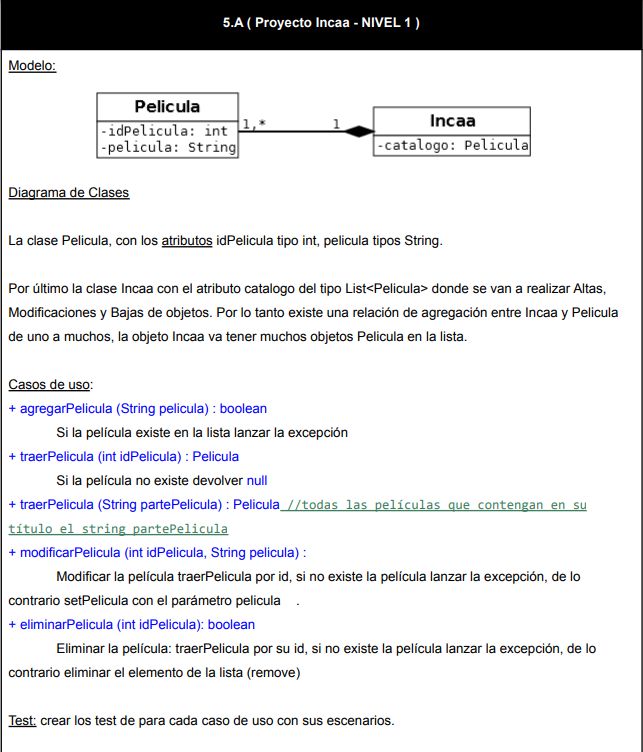 5.A ( Proyecto Incaa - NIVEL 1 )
Modelo:
Pelicula
-idPelicula: int
-pelicula: String
1,*
1
Incaa
-catalogo: Pelicula
Diagrama de Clases
La clase Pelicula, con los atributos idPelicula tipo int, pelicula tipos String.
Por último la clase Incaa con el atributo catalogo del tipo List<Pelicula> donde se van a realizar Altas,
Modificaciones y Bajas de objetos. Por lo tanto existe una relación de agregación entre Incaa y Pelicula
de uno a muchos, la objeto Incaa va tener muchos objetos Pelicula en la lista.
Casos de uso:
+ agregarPelicula (String pelicula) : boolean
Si la película existe en la lista lanzar la excepción
+ traerPelicula (int idPelicula) : Pelicula
Si la película no existe devolver null
+ traerPelicula (String partePelicula) : Pelicula //todas las películas que contengan en su
título el string partePelicula
+ modificarPelicula (int idPelicula, String pelicula) :
Modificar la película traerPelicula por id, si no existe la película lanzar la excepción, de lo
contrario setPelicula con el parámetro pelicula .
+ eliminarPelicula (int idPelicula): boolean
Eliminar la película: traerPelicula por su id, si no existe la película lanzar la excepción, de lo
contrario eliminar el elemento de la lista (remove)
Test: crear los test de para cada caso de uso con sus escenarios.